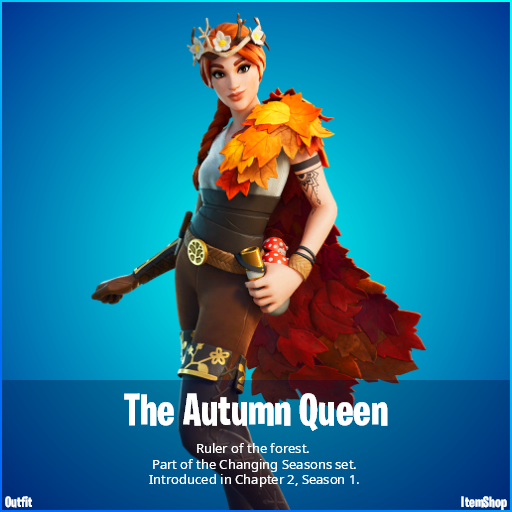 The Autumn Queen
Ruler of the forest.
Part of the Changing Seasons set.
Introduced in Chapter 2, Season 1.
Outfit
ItemShop